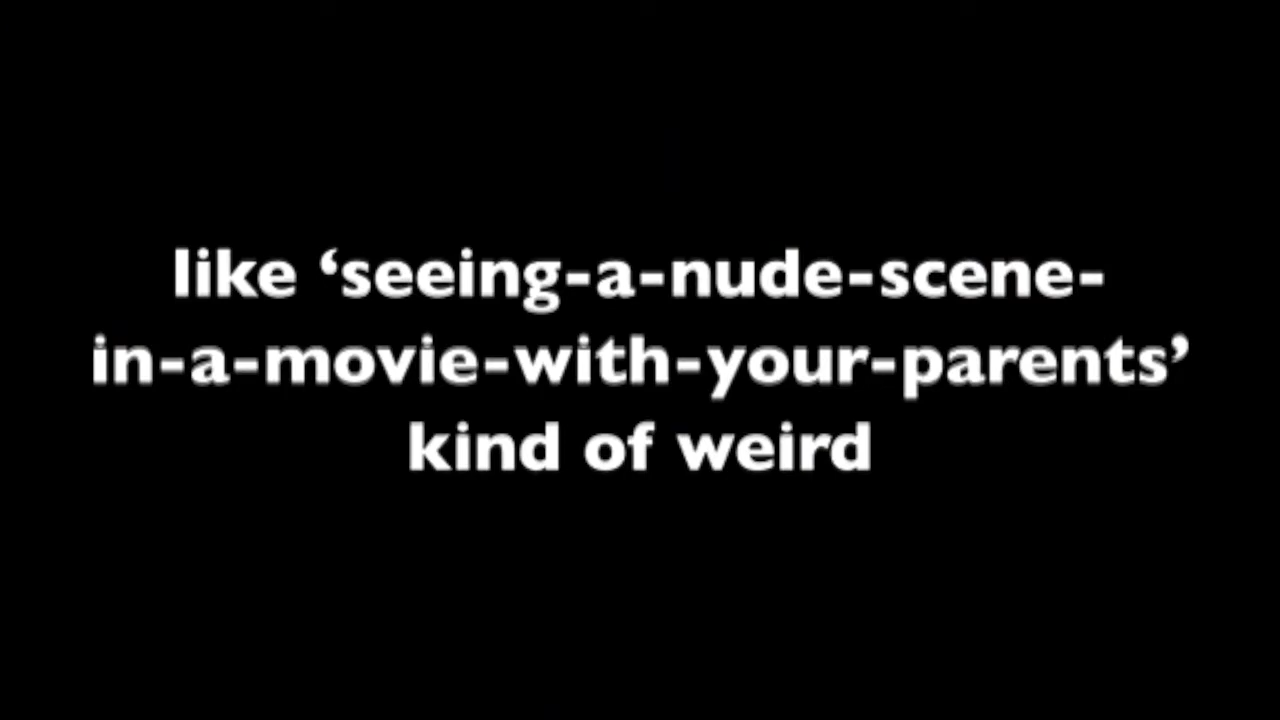 like ‘seeing-a-nude-scene-
in-a-movie-with-your-parents’
kind of weird